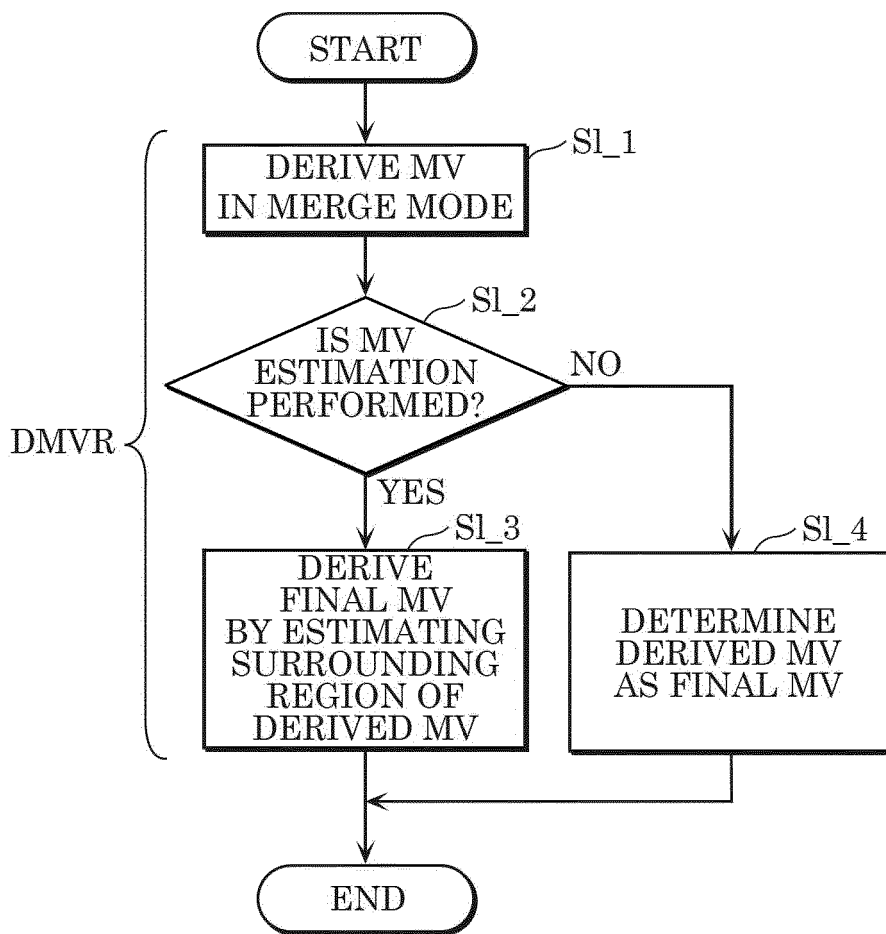 START
Sl_1
DERIVE MV
IN MERGE MODE
Sl_2
IS MV
ESTIMATION
PERFORMED?
NO
DMVR
YES
Sl_3
DERIVE
FINAL MV
BY ESTIMATING
SURROUNDING
REGION OF
DERIVED MV
Sl_4
DETERMINE
DERIVED MV
AS FINAL MV
END